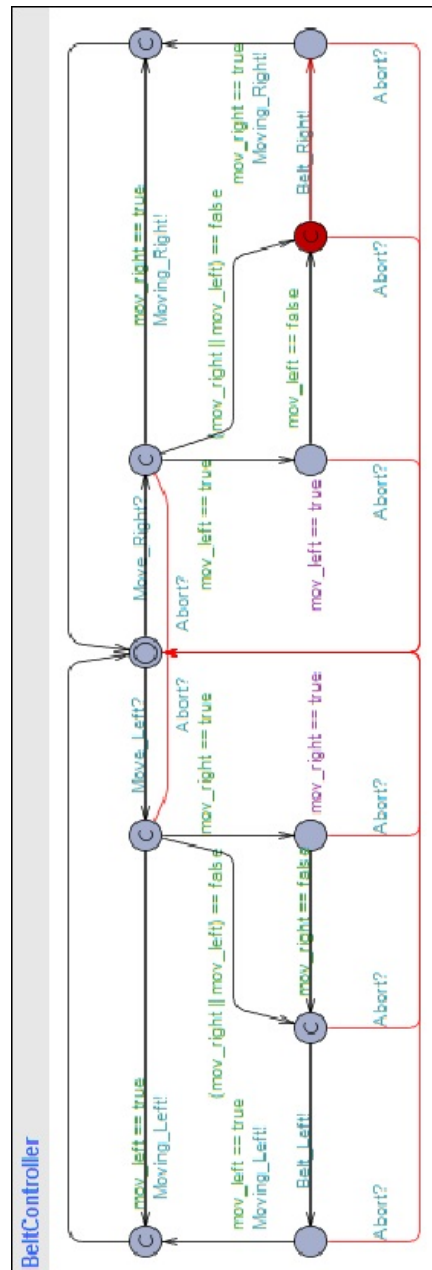 BeltController
mov_left == true
Moving_Left!
Move_Left?
Move_Right?
mov_right == true
Moving_Right!
Abort?
Abort?
mov_right == true
mov_left == true
(mov_right || mov_left) == false
(mov_right || mov_left) == false
mov_left == true
Moving_Left!
mov_right == true
Moving_Right!
Belt_Left!
mov_right == false
mov_right == true
mov_left == true
mov_left == false
Belt_Right!
Abort?
Abort?
Abort?
Abort?
Abort?
Abort?
C
C
C
C
C
C